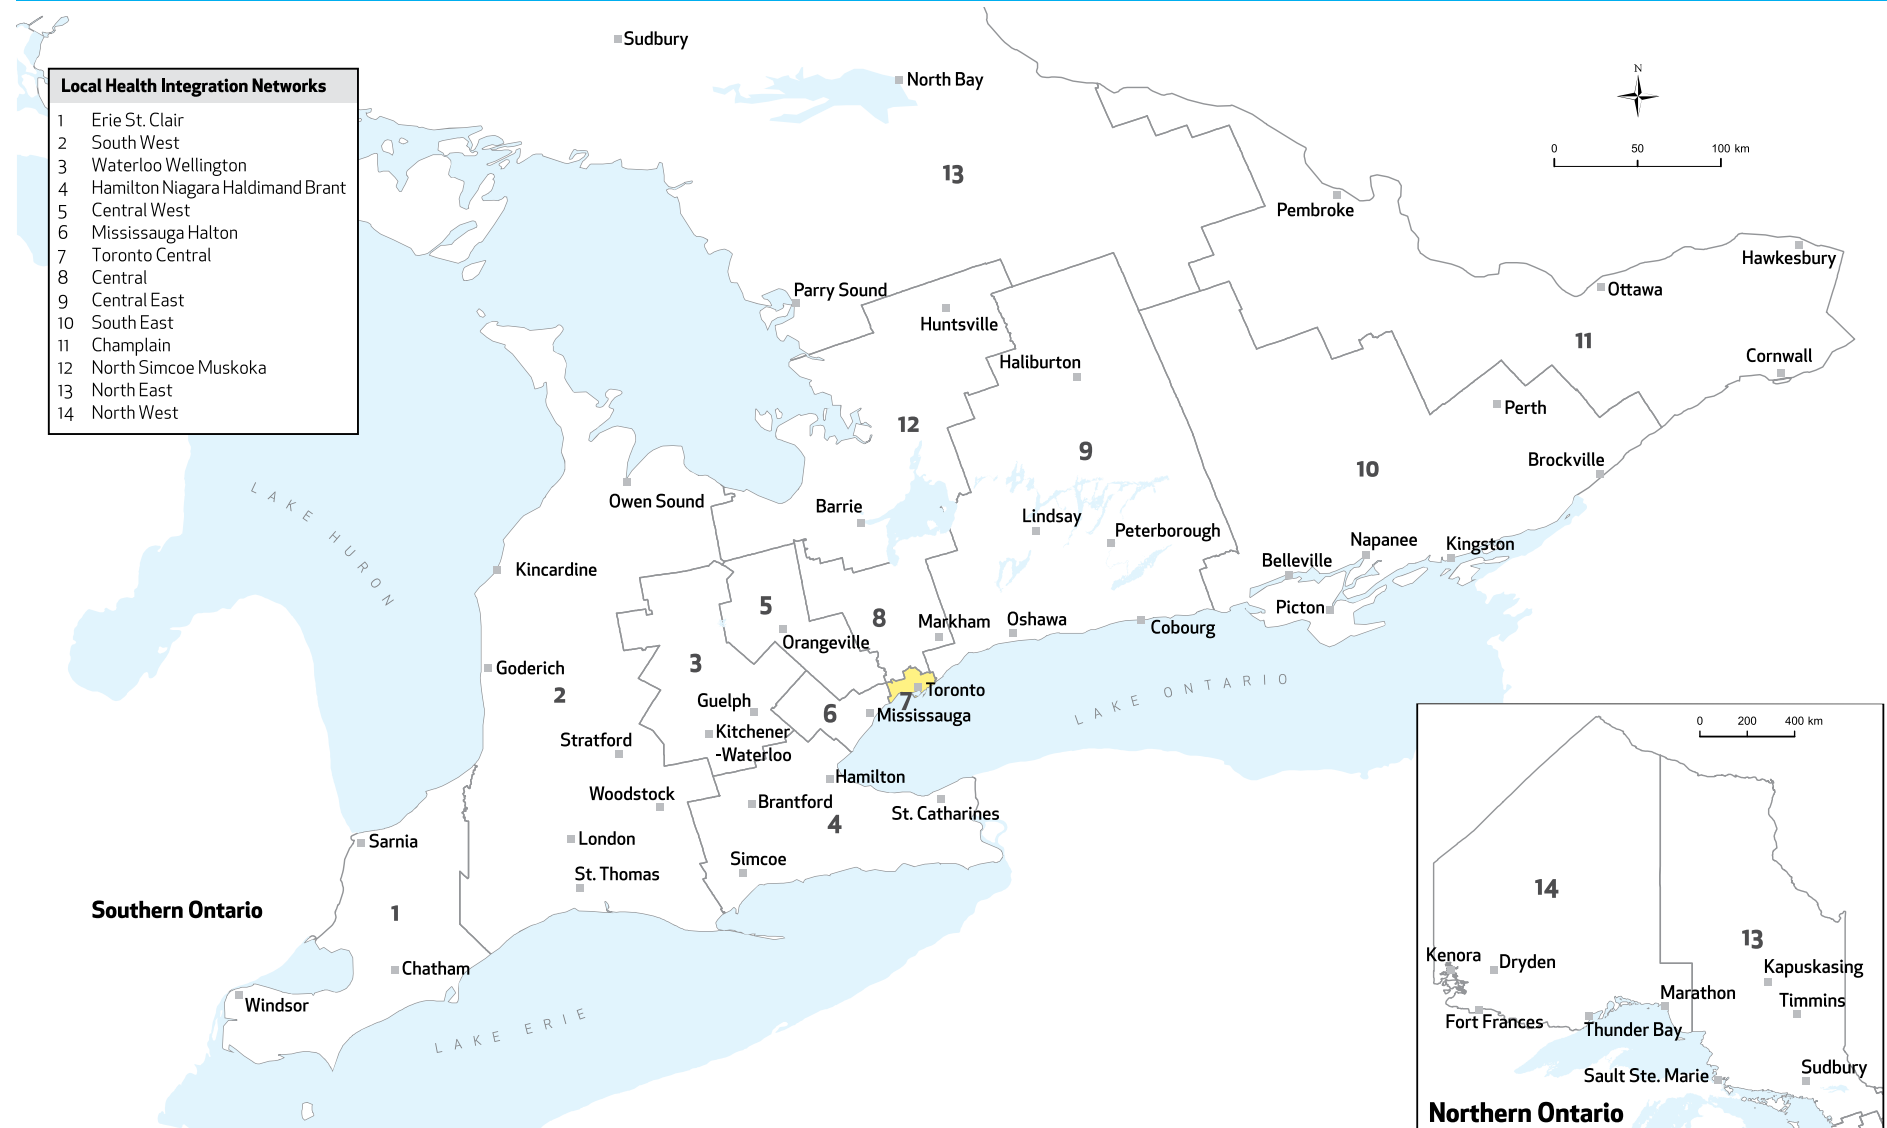 Sudbury
North Bay
Local Health Integration Networks
1 Erie St. Clair
2 South West
3 Waterloo Wellington
4 Hamilton Niagara Haldimand Brant
5 Central West
6 Mississauga Halton
7 Toronto Central
8 Central
9 Central East
10 South East
11 Champlain
12 North Simcoe Muskoka
13 North East
14 North West
N
0 50 100 km
13
Pembroke
Hawkesbury
Parry Sound
Ottawa
Huntsville
11
Haliburton
Cornwall
Perth
12
9
Brockville
10
LAKE HURON
Owen Sound
Barrie
Lindsay
Peterborough
Napanee
Kingston
Belleville
Kincardine
5
Picton
8
Markham
Oshawa
Cobourg
Orangeville
3
Goderich
2
LAKE ONTARIO
Toronto
7
Guelph
6
Mississauga
Kitchener
-Waterloo
Stratford
Hamilton
Woodstock
Brantford
St. Catharines
4
London
Sarnia
Simcoe
St. Thomas
Southern Ontario
1
Chatham
Windsor
LAKE ERIE
0 200 400 km
14
13
Kenora
Dryden
Kapuskasing
Marathon
Timmins
Fort Frances
Thunder Bay
Sault Ste. Marie
Sudbury
Northern Ontario